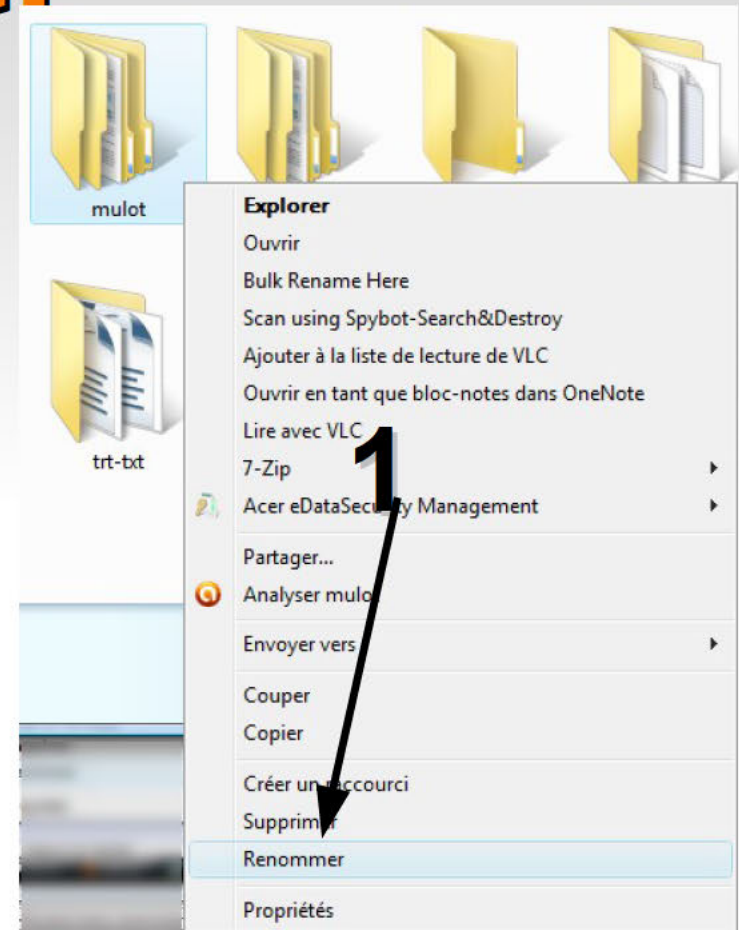 mulot
trt-txt
Explorer
Ouvrir
Bulk Rename Here
Scan using Spybot-Search&Destroy
Ajouter à la liste de lecture de VLC
Ouvrir en tant que bloc-notes dans OneNote
Lire avec VLC
7-Zip
1
Acer eDataSecurity Management
Partager...
Analyser mulot
Envoyer vers
Couper
Copier
Créer un raccourci
Supprimer
Renommer
Propriétés